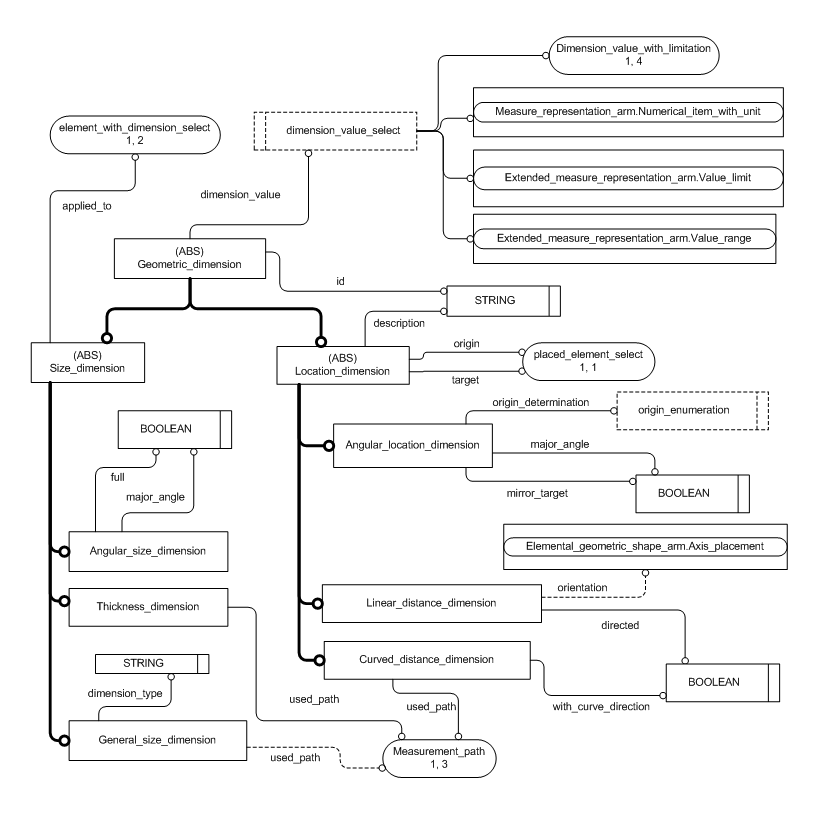 Dimension_value_with_limitation
1, 4
element_with_dimension_select
1, 2
dimension_value_select
Measure_representation_arm.Numerical_item_with_unit
Extended_measure_representation_arm.Value_limit
Extended_measure_representation_arm.Value_range
applied_to
dimension_value
(ABS)
Geometric_dimension
id
STRING
description
(ABS)
Size_dimension
(ABS)
Location_dimension
origin
target
placed_element_select
1, 1
BOOLEAN
full
major_angle
Angular_size_dimension
Angular_location_dimension
origin_determination
origin_enumeration
major_angle
mirror_target
BOOLEAN
Elemental_geometric_shape_arm.Axis_placement
orientation
Thickness_dimension
Linear_distance_dimension
directed
STRING
dimension_type
Curved_distance_dimension
BOOLEAN
with_curve_direction
used_path
used_path
General_size_dimension
used_path
Measurement_path
1, 3